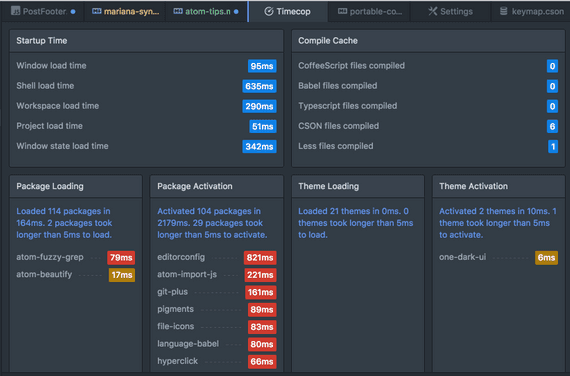 PostFooter.
mariana-syn...
atom-tips.n
Timecop
portable-co...
Settings
keymap.cson
Startup Time
Window load time 95ms
Shell load time 635ms
Workspace load time 290ms
Project load time 51ms
Window state load time 342ms
Compile Cache
CoffeeScript files compiled 0
Babel files compiled 0
Typescript files compiled 0
CSON files compiled 6
Less files compiled 1
Package Loading
Loaded 114 packages in
164ms. 2 packages took
longer than 5ms to load.
atom-fuzzy-grep 79ms
atom-beautify 17ms
Package Activation
Activated 104 packages in
2179ms. 29 packages took
longer than 5ms to activate.
editorconfig 821ms
atom-import-js 221ms
git-plus 161ms
pigments 89ms
file-icons 83ms
language-babel 80ms
hyperclick 66ms
Theme Loading
Loaded 21 themes in 0ms. 0
themes took longer than 5ms
to load.
Theme Activation
Activated 2 themes in 10ms. 1
theme took longer than 5ms
to activate.
one-dark-ui 6ms